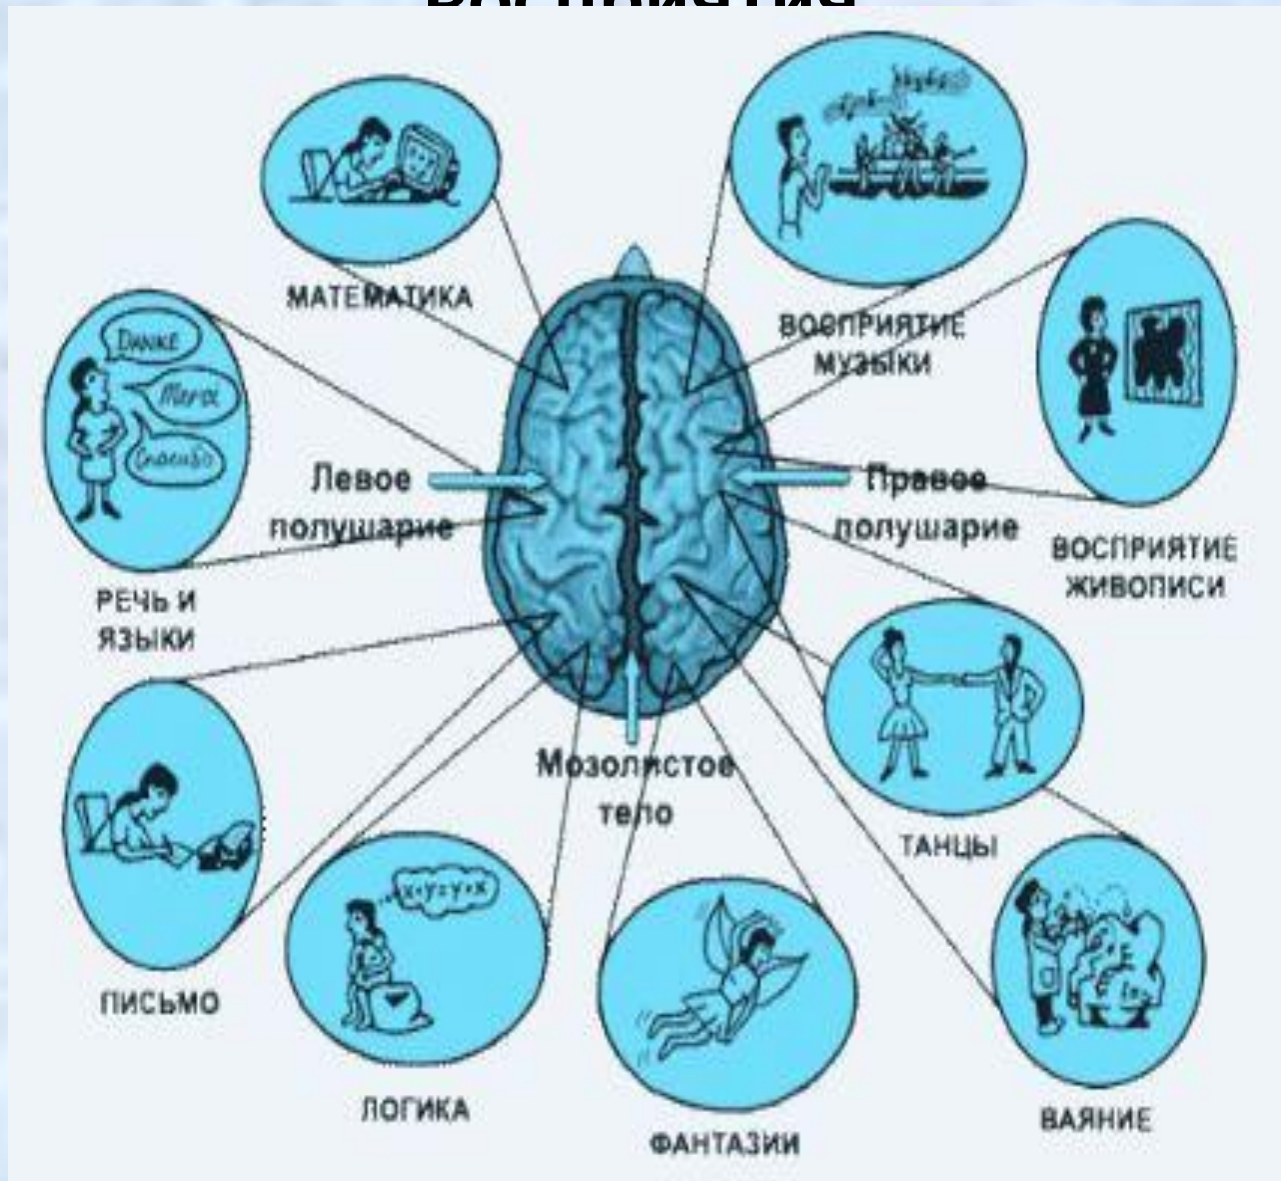 МАТЕМАТИКА
ВОСПРИЯТИЕ
МУЗЫКИ
DANKE
Merci
Спасибо
Левое
полушарие
Правое
полушарие
ВОСПРИЯТИЕ
ЖИВОПИСИ
РЕЧЬ И
ЯЗЫКИ
Мозолистое
тело
ТАНЦЫ
ПИСЬМО
x+y=y+x
ЛОГИКА
ФАНТАЗИИ
ВАЯНИЕ